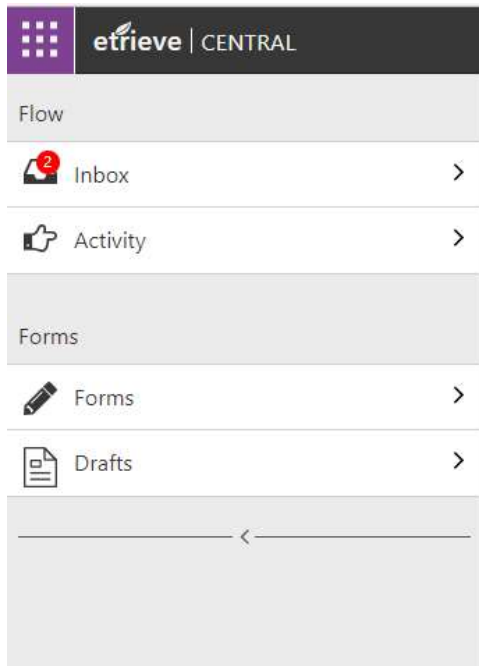 etrieve | CENTRAL
Flow
2
Inbox
Activity
Forms
Forms
Drafts